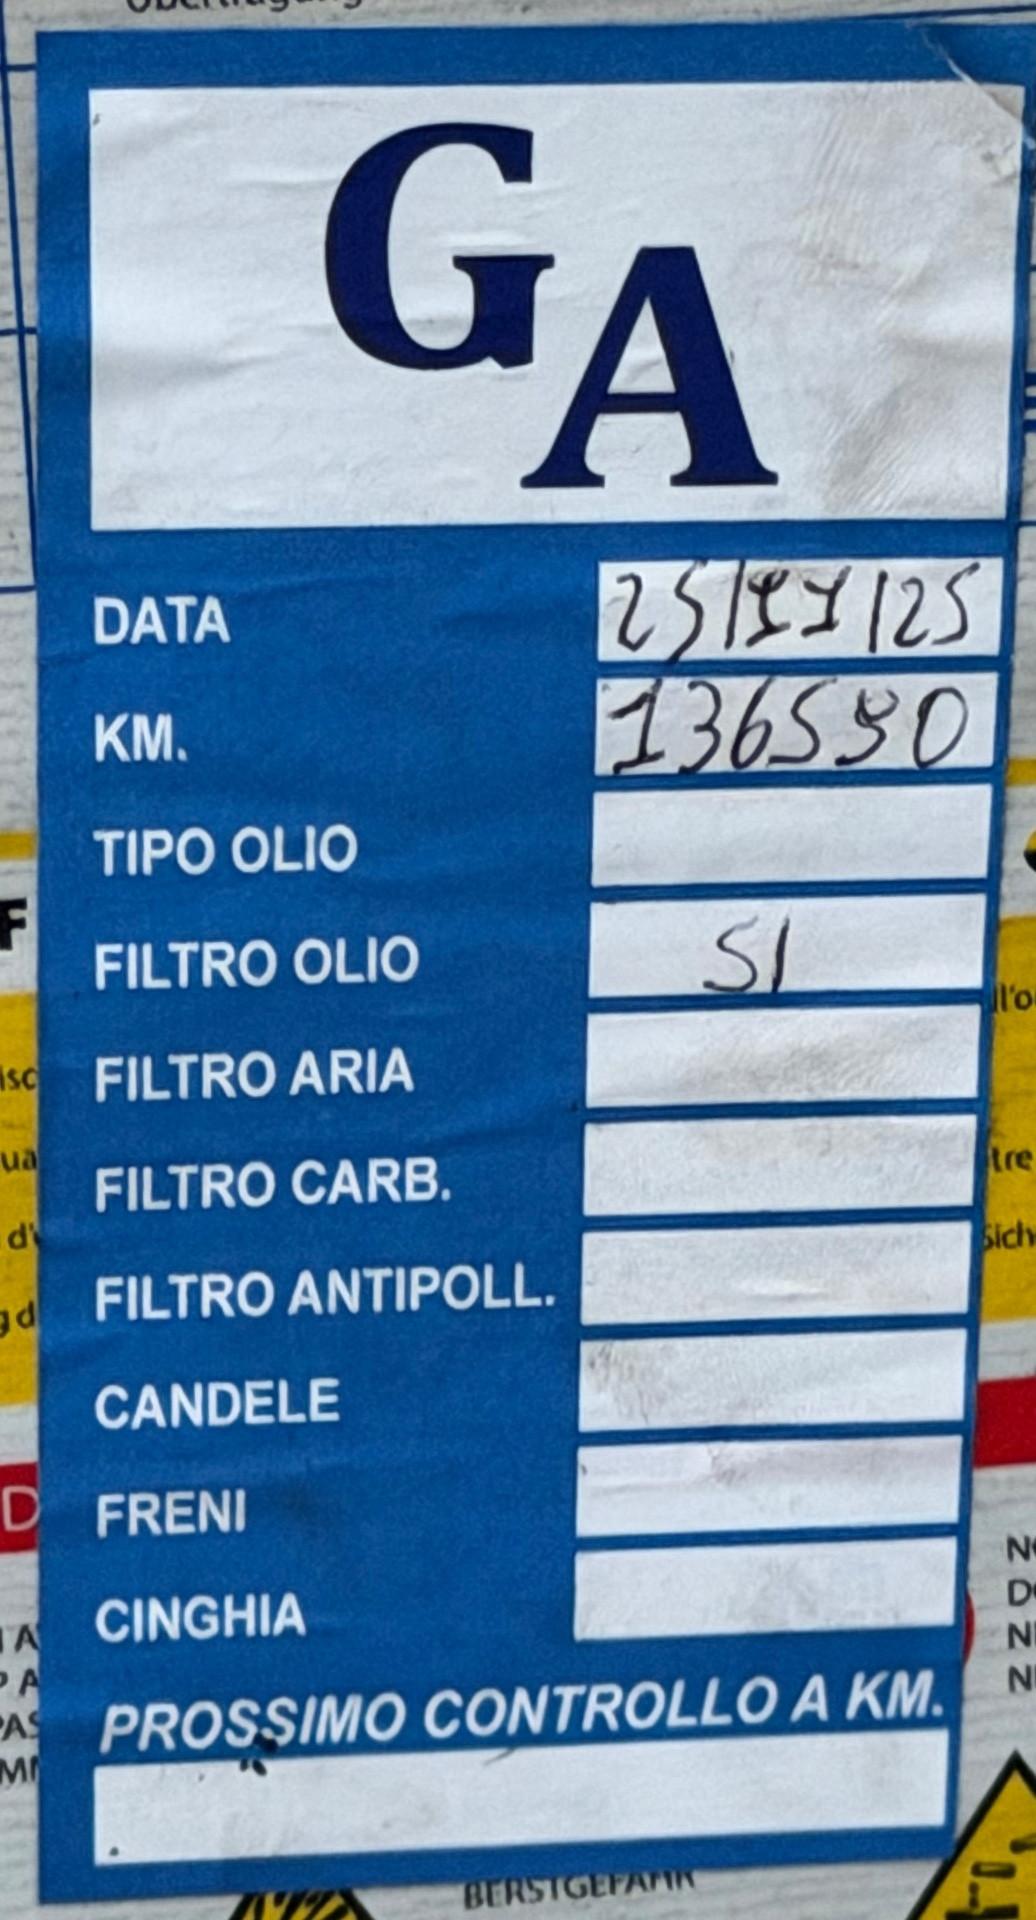 GA
DATA 25/11/25
KM. 136590
TIPO OLIO
FILTRO OLIO SI
FILTRO ARIA
FILTRO CARB.
FILTRO ANTIPOLL.
CANDELE
FRENI
CINGHIA
PROSSIMO CONTROLLO A KM.
BERSTGEFAHR